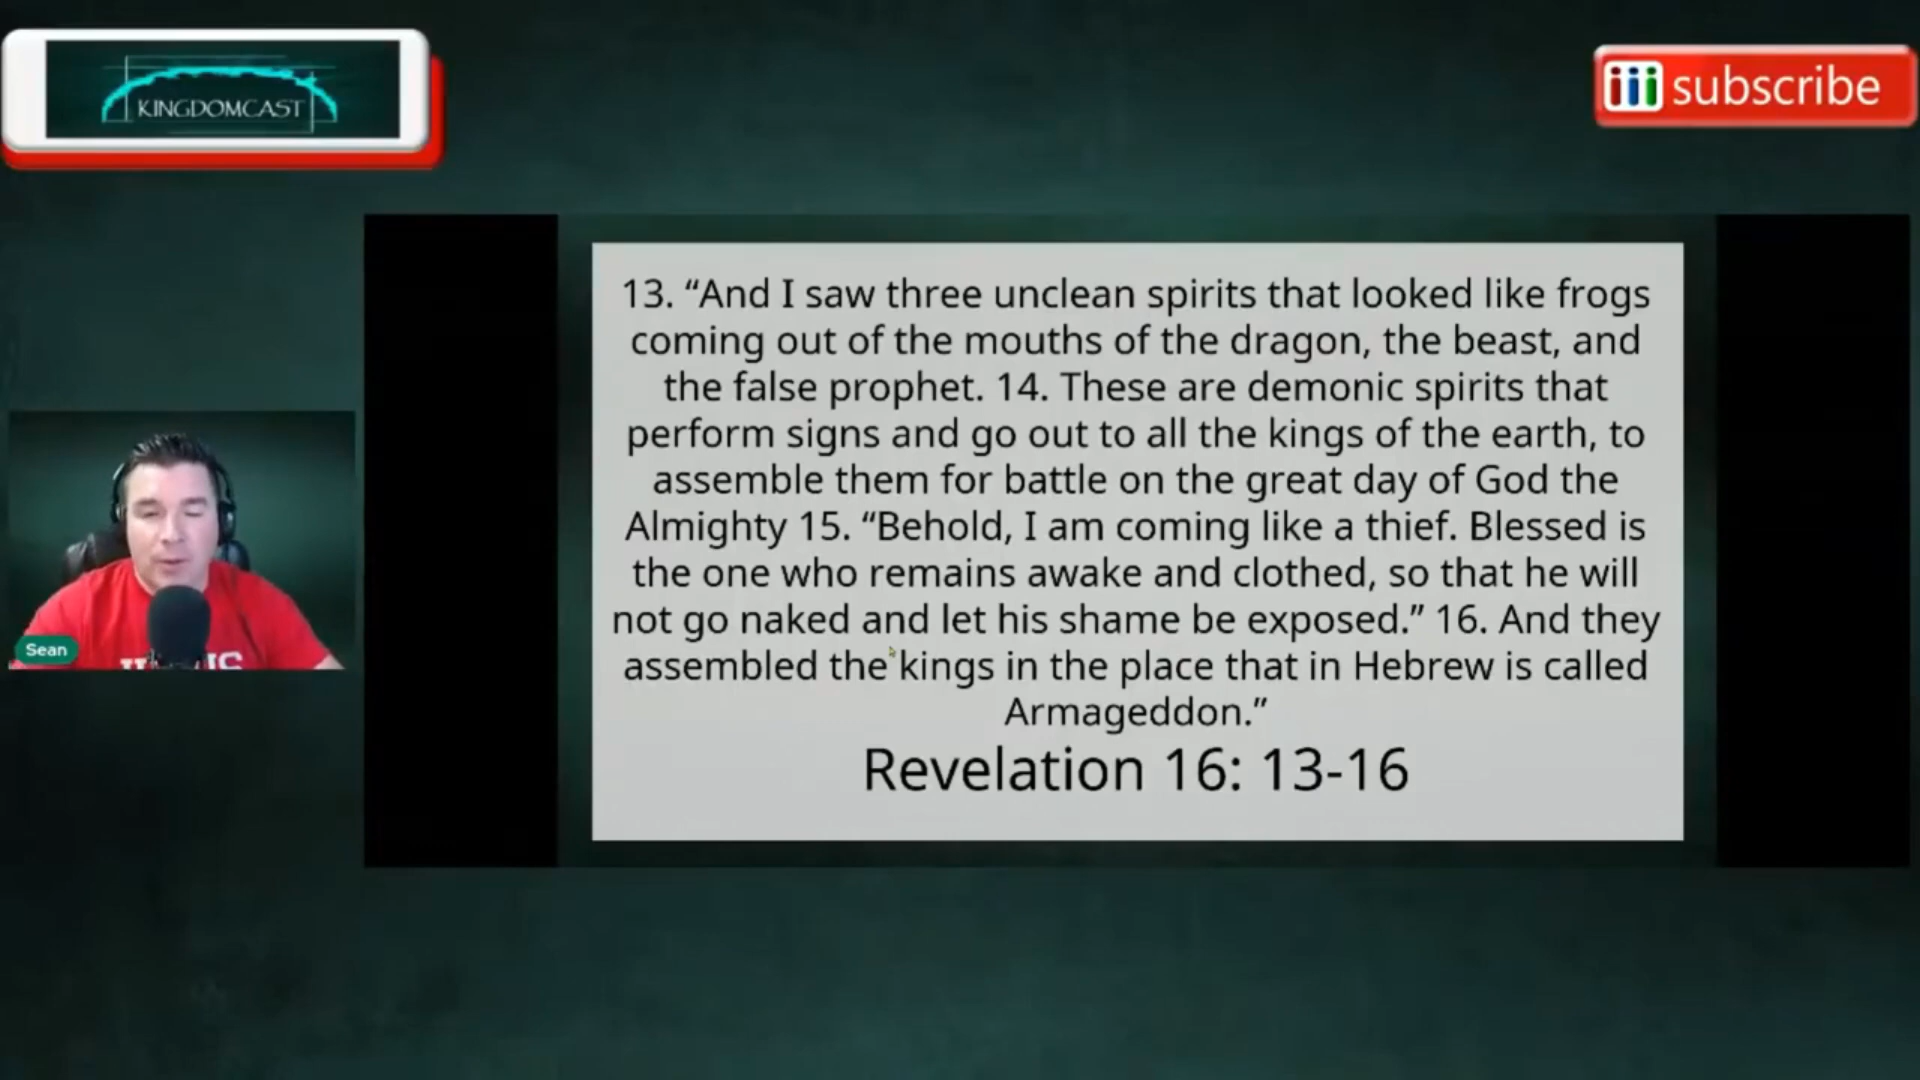 KINGDOMCAST
subscribe
13. “And I saw three unclean spirits that looked like frogs
coming out of the mouths of the dragon, the beast, and
the false prophet. 14. These are demonic spirits that
perform signs and go out to all the kings of the earth, to
assemble them for battle on the great day of God the
Almighty 15. “Behold, I am coming like a thief. Blessed is
the one who remains awake and clothed, so that he will
not go naked and let his shame be exposed.” 16. And they
assembled the kings in the place that in Hebrew is called
Armageddon.”
Revelation 16: 13-16
Sean